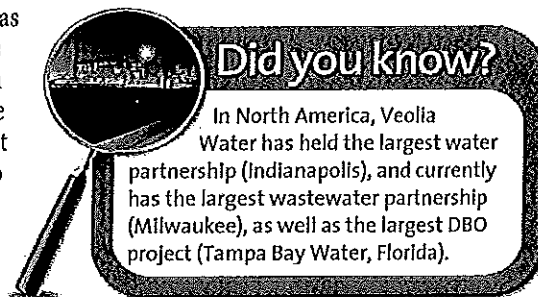 as
Did you know?
In North America, Veolia
Water has held the largest water
partnership (Indianapolis), and currently
has the largest wastewater partnership
(Milwaukee), as well as the largest DBO
project (Tampa Bay Water, Florida).